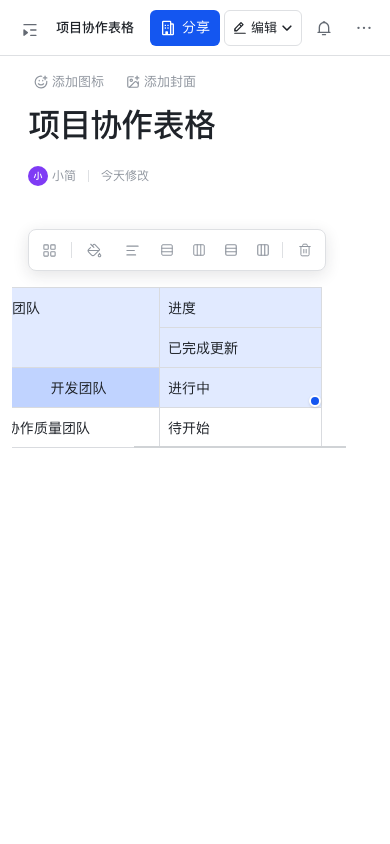 项目协作表格
分享
编辑
添加图标
添加封面
项目协作表格
小
小简
今天修改
团队
进度
已完成更新
开发团队
进行中
作质量团队
待开始